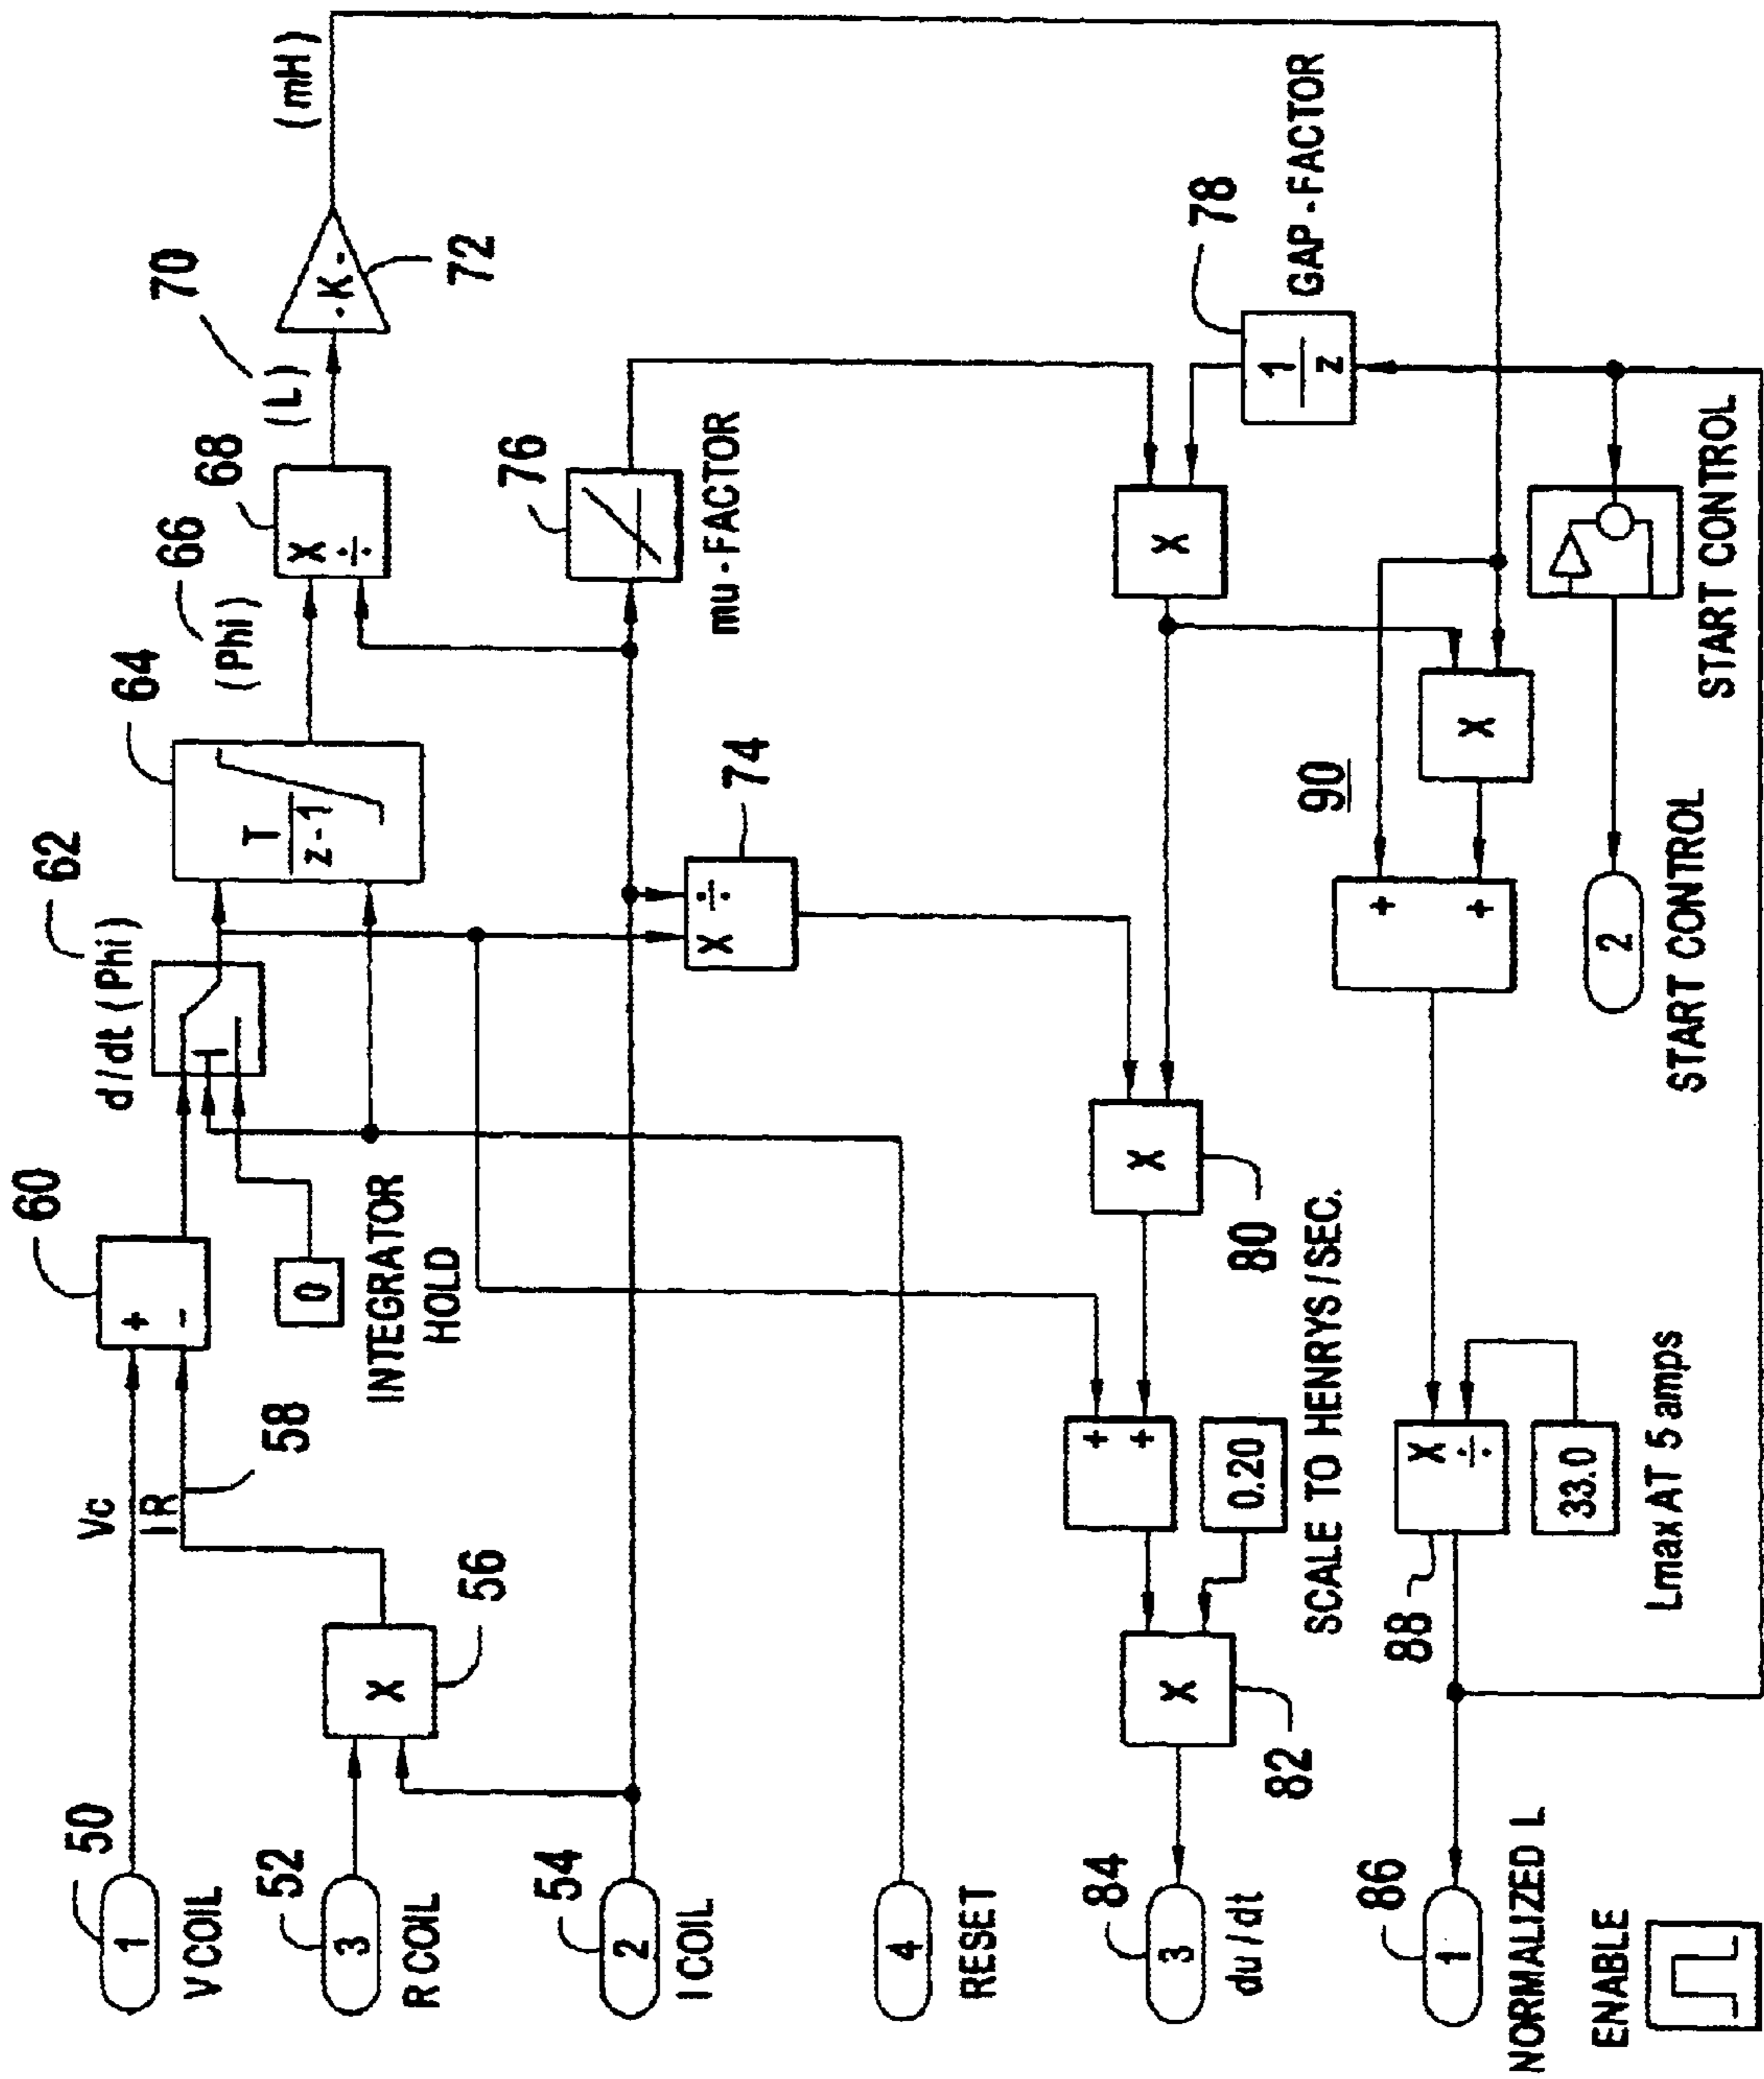 50
1
V COIL
52
3
R COIL
54
2
I COIL
4
RESET
84
3
du / dt
86
1
NORMALIZED L
ENABLE
Vc
IR
58
X
56
60
+
-
0
INTEGRATOR
HOLD
62
d / dt ( Phi )
64
T
z - 1
66
( Phi )
68
X
÷
70
( L )
- K -
72
( mH )
74
X ÷
76
mu - FACTOR
78
1
z
GAP - FACTOR
X
X
80
+
+
0.20
SCALE TO HENRYS / SEC.
X
82
X
90
+
+
X
÷
88
33.0
Lmax AT 5 amps
START CONTROL
2
START CONTROL